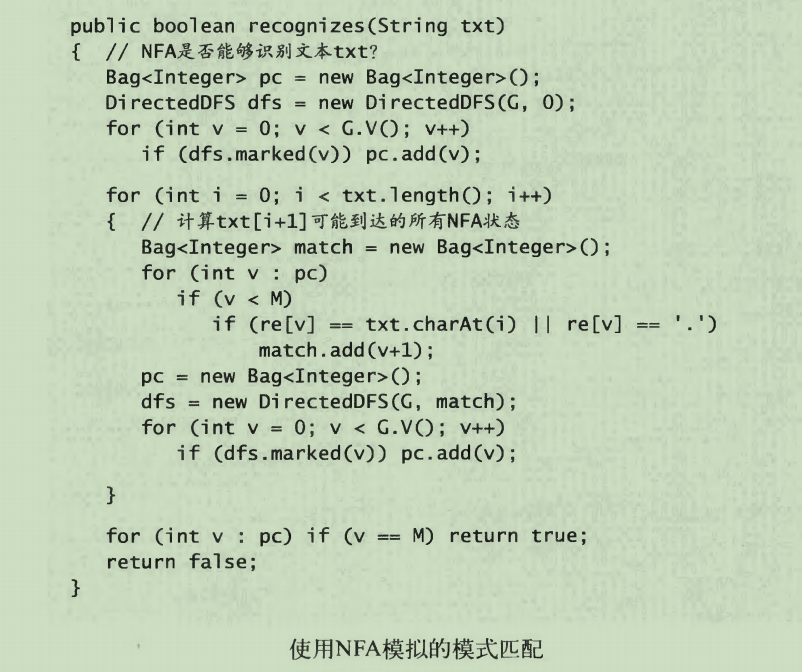 public boolean recognizes(String txt)
{  // NFA是否能够识别文本txt?
   Bag<Integer> pc = new Bag<Integer>();
   DirectedDFS dfs = new DirectedDFS(G, 0);
   for (int v = 0; v < G.V(); v++)
      if (dfs.marked(v)) pc.add(v);
   for (int i = 0; i < txt.length(); i++)
   {  // 计算txt[i+1]可能到达的所有NFA状态
      Bag<Integer> match = new Bag<Integer>();
      for (int v : pc)
         if (v < M)
            if (re[v] == txt.charAt(i) || re[v] == '.')
                match.add(v+1);
      pc = new Bag<Integer>();
      dfs = new DirectedDFS(G, match);
      for (int v = 0; v < G.V(); v++)
         if (dfs.marked(v)) pc.add(v);
   }
   for (int v : pc) if (v == M) return true;
   return false;
}
使用NFA模拟的模式匹配